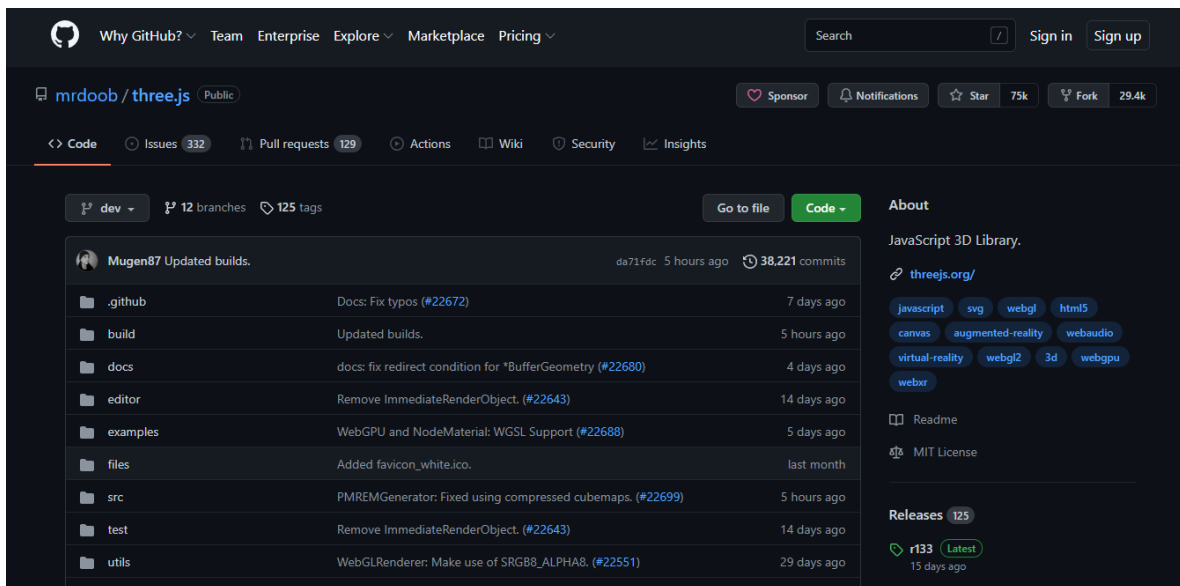 Why GitHub? Team Enterprise Explore Marketplace Pricing Search / Sign in Sign up
mrdoob / three.js Public Sponsor Notifications Star 75k Fork 29.4k
Code Issues 332 Pull requests 129 Actions Wiki Security Insights
dev 12 branches 125 tags Go to file Code
Mugen87 Updated builds. da71fdc 5 hours ago 38,221 commits
.github Docs: Fix typos (#22672) 7 days ago
build Updated builds. 5 hours ago
docs docs: fix redirect condition for *BufferGeometry (#22680) 4 days ago
editor Remove ImmediateRenderObject. (#22643) 14 days ago
examples WebGPU and NodeMaterial: WGSL Support (#22688) 5 days ago
files Added favicon_white.ico. last month
src PMREMGenerator: Fixed using compressed cubemaps. (#22699) 5 hours ago
test Remove ImmediateRenderObject. (#22643) 14 days ago
utils WebGLRenderer: Make use of SRGB8_ALPHA8. (#22551) 29 days ago
About
JavaScript 3D Library.
threejs.org/
javascript svg webgl html5
canvas augmented-reality webaudio
virtual-reality webgl2 3d webgpu
webxr
Readme
MIT License
Releases 125
r133 Latest
15 days ago